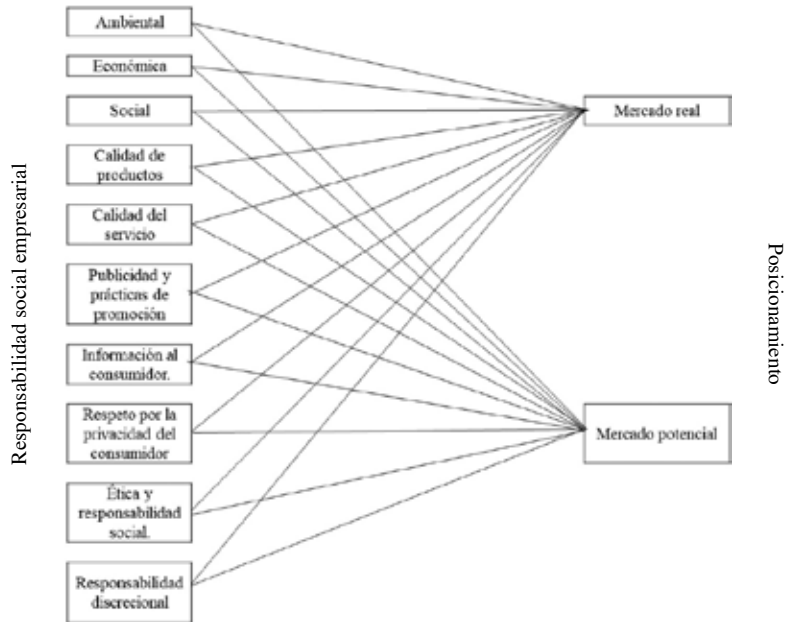 Responsabilidad social empresarial
Ambiental
Económica
Social
Calidad de
productos
Calidad del
servicio
Publicidad y
prácticas de
promoción
Información al
consumidor.
Respeto por la
privacidad del
consumidor
Ética y
responsabilidad
social.
Responsabilidad
discrecional
Mercado real
Mercado potencial
Posicionamiento